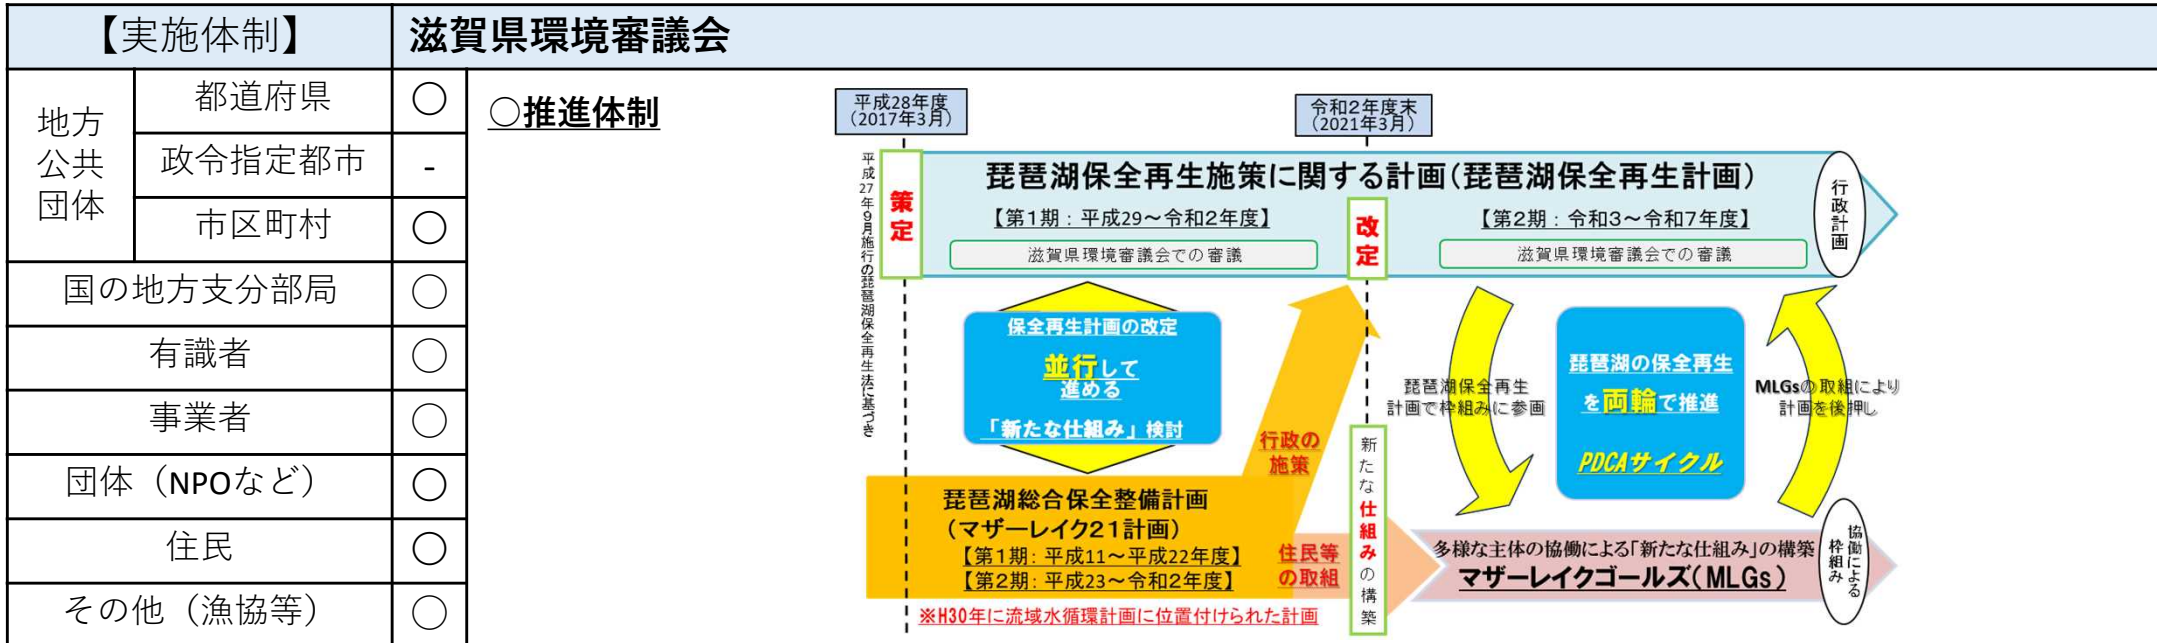 【実施体制】
滋賀県環境審議会
地方
公共
団体
都道府県
○
政令指定都市
-
市区町村
○
国の地方支分部局
○
有識者
○
事業者
○
団体（NPOなど）
○
住民
○
その他（漁協等）
○
○推進体制
平成28年度
（2017年3月）
令和2年度末
（2021年3月）
平成27年9月施行の琵琶湖保全再生法に基づき
策定
琵琶湖保全再生施策に関する計画（琵琶湖保全再生計画）
【第1期：平成29～令和2年度】
滋賀県環境審議会での審議
改定
【第2期：令和3～令和7年度】
滋賀県環境審議会での審議
行政計画
保全再生計画の改定
並行して
進める
「新たな仕組み」検討
行政の
施策
琵琶湖保全再生
計画で枠組みに参画
琵琶湖の保全再生
を両輪で推進
PDCAサイクル
MLGsの取組により
計画を後押し
琵琶湖総合保全整備計画
（マザーレイク21計画）
【第1期：平成11～平成22年度】
【第2期：平成23～令和2年度】
住民等
の取組
新たな仕組みの構築
多様な主体の協働による「新たな仕組み」の構築
マザーレイクゴールズ（MLGs）
協働による
枠組み
※H30年に流域水循環計画に位置付けられた計画